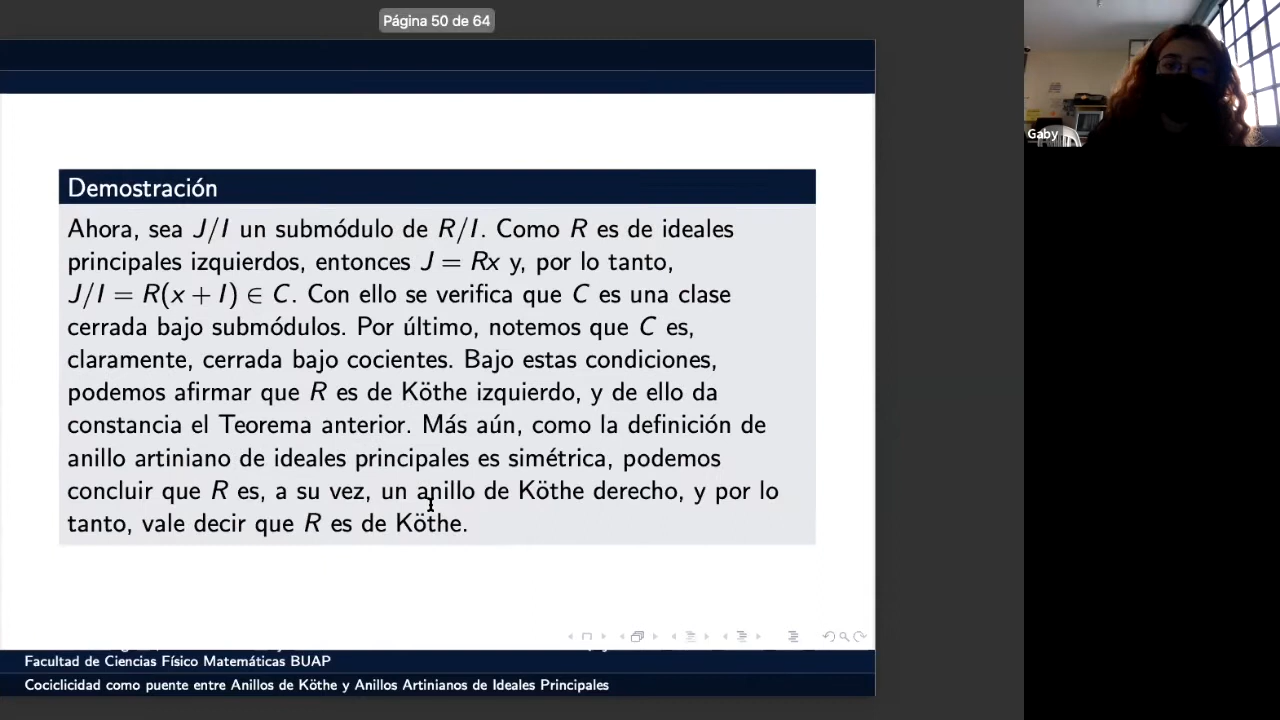 Página 50 de 64
Gaby
Demostración
Ahora, sea J/I un submódulo de R/I. Como R es de ideales
principales izquierdos, entonces J = Rx y, por lo tanto,
J/I = R(x + I) ∈ C. Con ello se verifica que C es una clase
cerrada bajo submódulos. Por último, notemos que C es,
claramente, cerrada bajo cocientes. Bajo estas condiciones,
podemos afirmar que R es de Köthe izquierdo, y de ello da
constancia el Teorema anterior. Más aún, como la definición de
anillo artiniano de ideales principales es simétrica, podemos
concluir que R es, a su vez, un anillo de Köthe derecho, y por lo
tanto, vale decir que R es de Köthe.
Facultad de Ciencias Físico Matemáticas BUAP
Cociclicidad como puente entre Anillos de Köthe y Anillos Artinianos de Ideales Principales